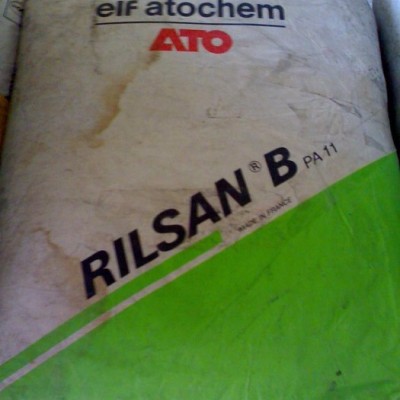 elf atochem
ATO
RILSAN® B PA 11
MADE IN FRANCE